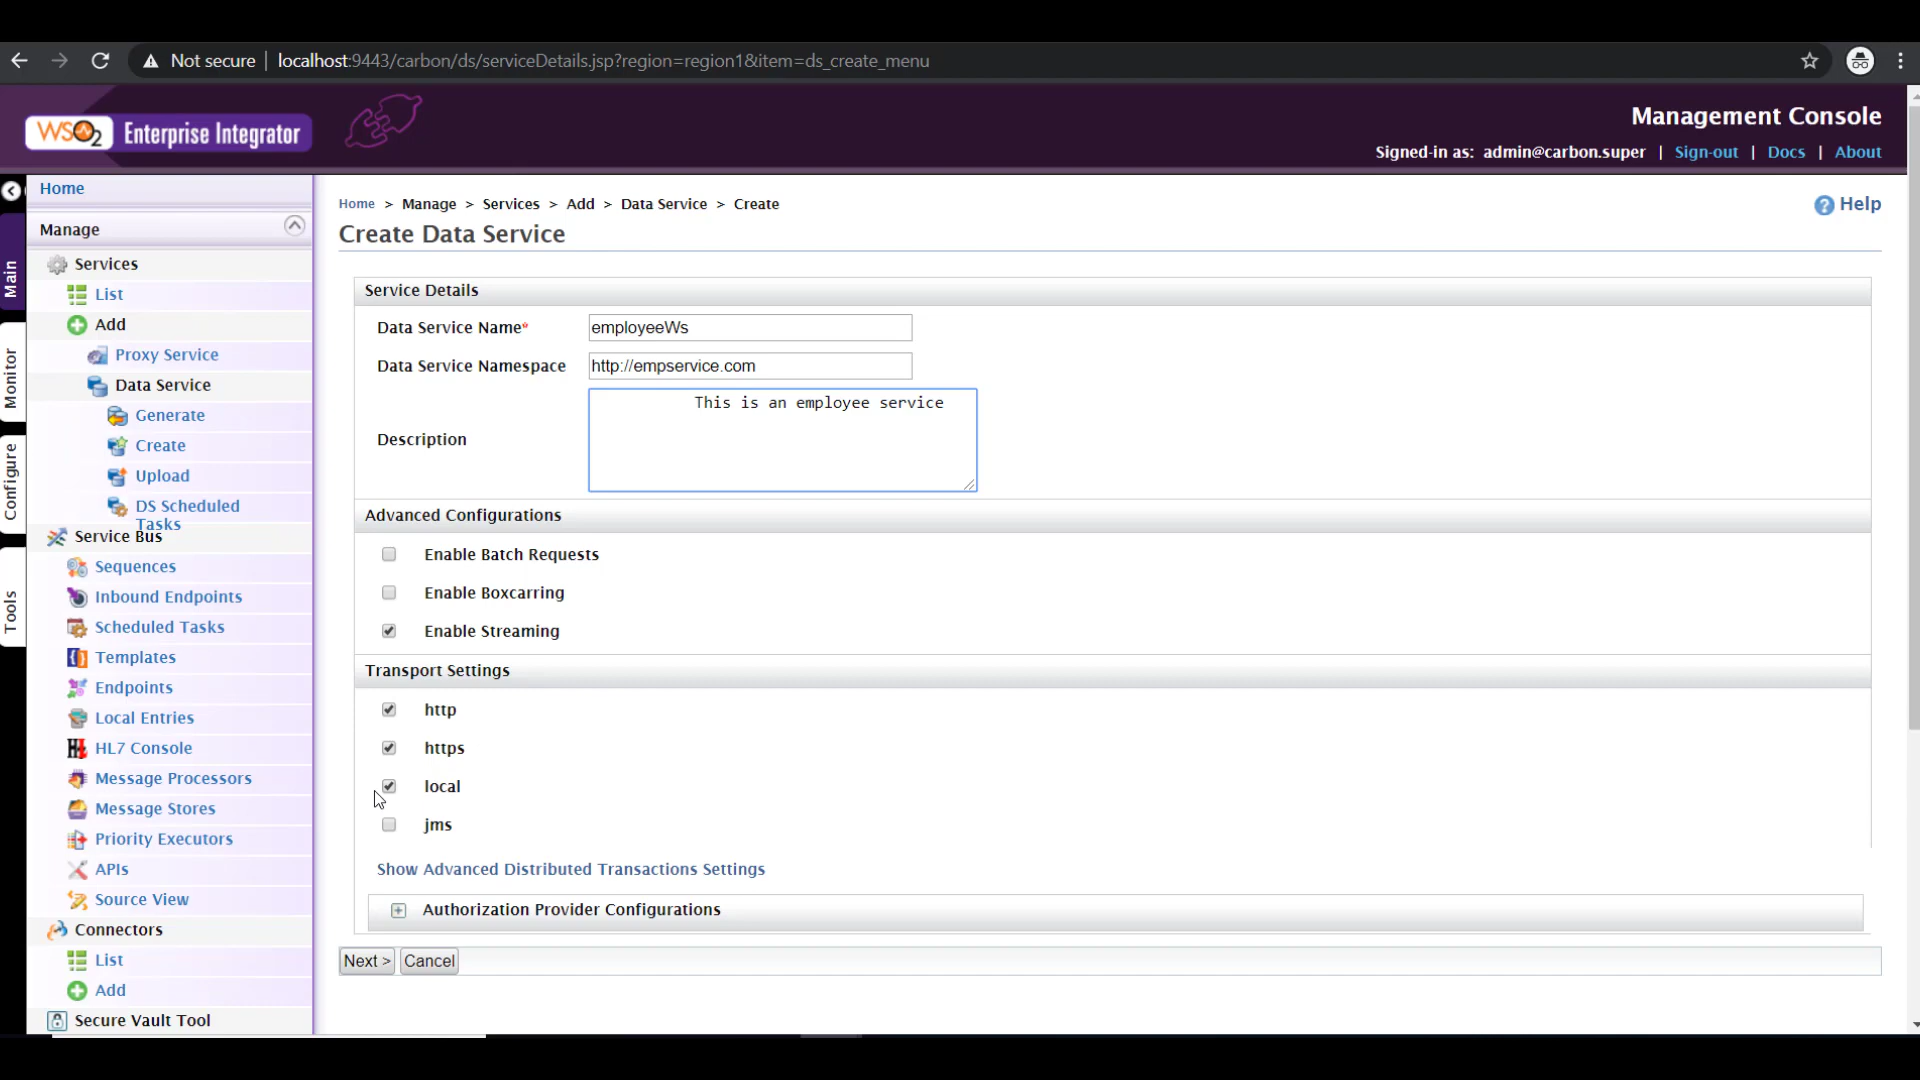 Not secure | localhost:9443/carbon/ds/serviceDetails.jsp?region=region1&item=ds_create_menu
WSO2 Enterprise Integrator
Management Console
Signed-in as: admin@carbon.super | Sign-out | Docs | About
Main
Monitor
Configure
Tools
Home
Manage
Services
List
Add
Proxy Service
Data Service
Generate
Create
Upload
DS Scheduled
Tasks
Service Bus
Sequences
Inbound Endpoints
Scheduled Tasks
Templates
Endpoints
Local Entries
HL7 Console
Message Processors
Message Stores
Priority Executors
APIs
Source View
Connectors
List
Add
Secure Vault Tool
Home > Manage > Services > Add > Data Service > Create
Help
Create Data Service
Service Details
Data Service Name* employeeWs
Data Service Namespace http://empservice.com
Description This is an employee service
Advanced Configurations
Enable Batch Requests
Enable Boxcarring
Enable Streaming
Transport Settings
http
https
local
jms
Show Advanced Distributed Transactions Settings
Authorization Provider Configurations
Next > Cancel